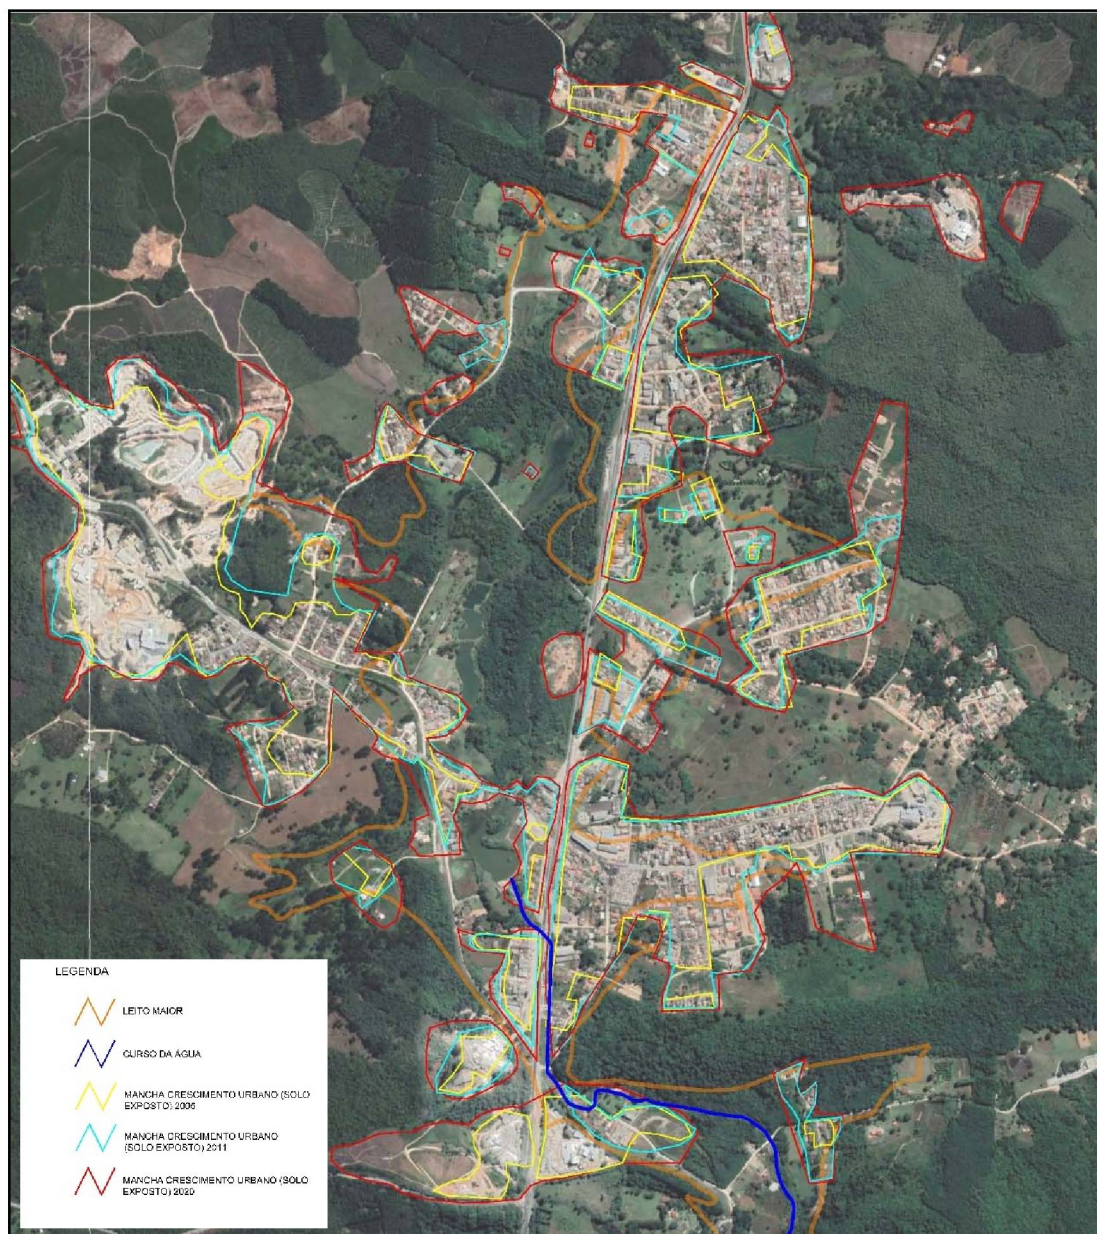 LEGENDA
LEITO MAIOR
CURSO DA ÁGUA
MANCHA CRESCIMENTO URBANO (SOLO
EXPOSTO) 2006
MANCHA CRESCIMENTO URBANO
(SOLO EXPOSTO) 2011
MANCHA CRESCIMENTO URBANO (SOLO
EXPOSTO) 2020